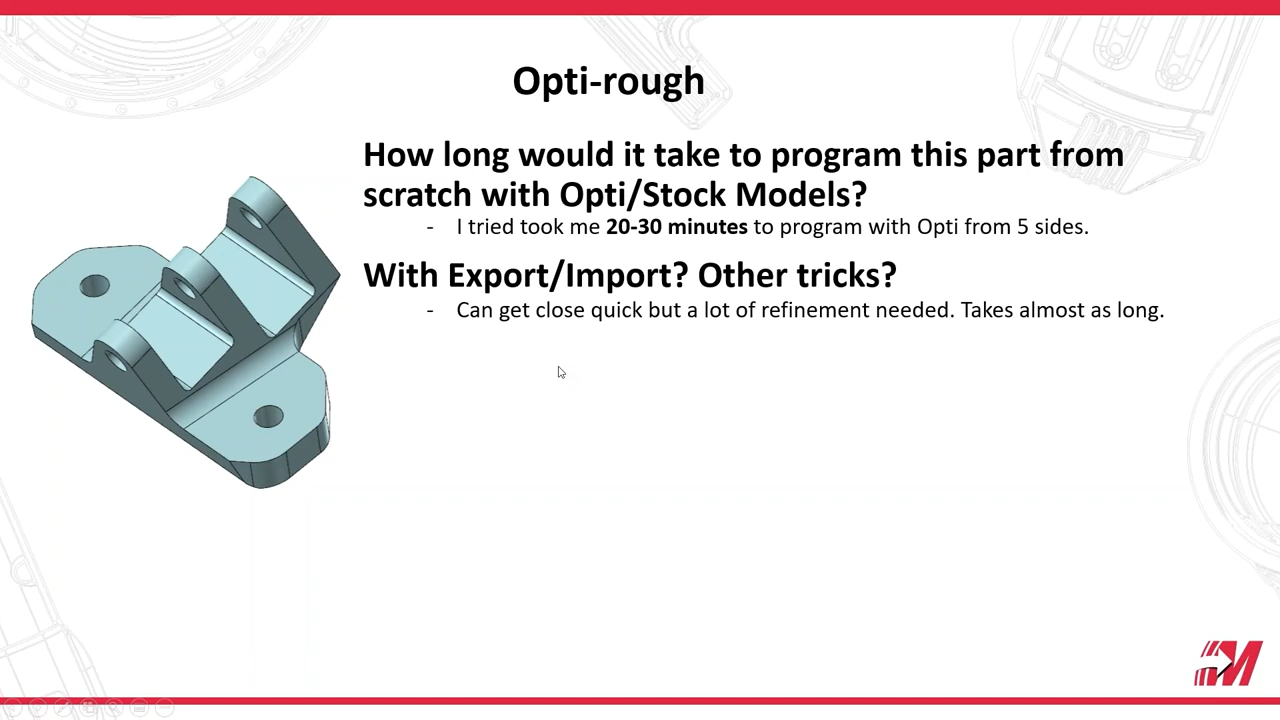 Opti-rough
How long would it take to program this part from
scratch with Opti/Stock Models?
- I tried took me 20-30 minutes to program with Opti from 5 sides.
With Export/Import? Other tricks?
- Can get close quick but a lot of refinement needed. Takes almost as long.